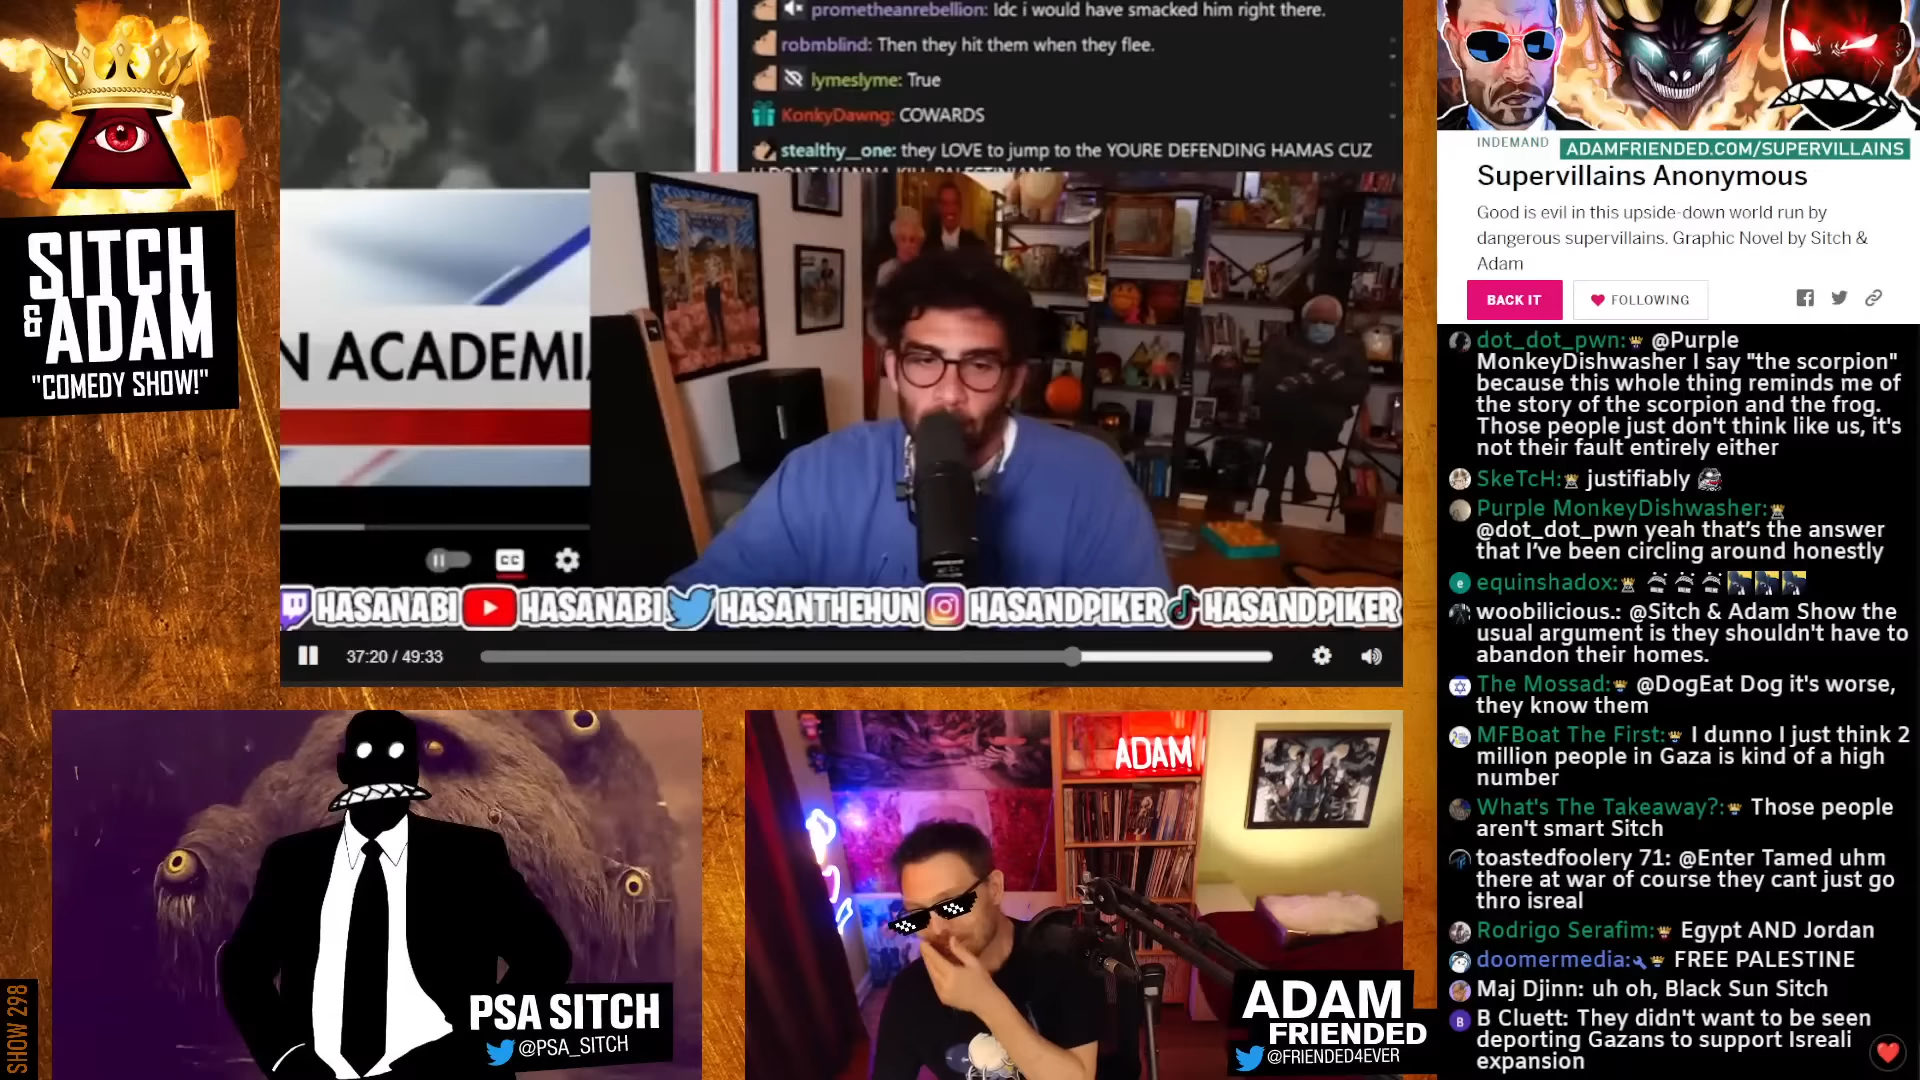 SITCH
& ADAM
"COMEDY SHOW!"
SHOW 298
prometheanrebellion: Idc i would have smacked him right there.
robmblind: Then they hit them when they flee.
lymeslyme: True
KonkyDawng: COWARDS
stealthy__one: they LOVE to jump to the YOURE DEFENDING HAMAS CUZ
U DONT WANNA KILL PALESTINIANS
N ACADEMI
CC
HASANABI HASANABI HASANTHEHUN HASANDPIKER HASANDPIKER
37:20 / 49:33
PSA SITCH
@PSA_SITCH
ADAM
ADAM
FRIENDED
@FRIENDED4EVER
INDEMAND
ADAMFRIENDED.COM/SUPERVILLAINS
Supervillains Anonymous
Good is evil in this upside-down world run by
dangerous supervillains. Graphic Novel by Sitch &
Adam
BACK IT
FOLLOWING
dot_dot_pwn: @Purple
MonkeyDishwasher I say "the scorpion"
because this whole thing reminds me of
the story of the scorpion and the frog.
Those people just don't think like us, it's
not their fault entirely either
SkeTcH: justifiably
Purple MonkeyDishwasher:
@dot_dot_pwn yeah that's the answer
that I've been circling around honestly
equinshadox:
woobilicious.: @Sitch & Adam Show the
usual argument is they shouldn't have to
abandon their homes.
The Mossad: @DogEat Dog it's worse,
they know them
MFBoat The First: I dunno I just think 2
million people in Gaza is kind of a high
number
What's The Takeaway?: Those people
aren't smart Sitch
toastedfoolery 71: @Enter Tamed uhm
there at war of course they cant just go
thro isreal
Rodrigo Serafim: Egypt AND Jordan
doomermedia: FREE PALESTINE
Maj Djinn: uh oh, Black Sun Sitch
B
B Cluett: They didn't want to be seen
deporting Gazans to support Isreali
expansion